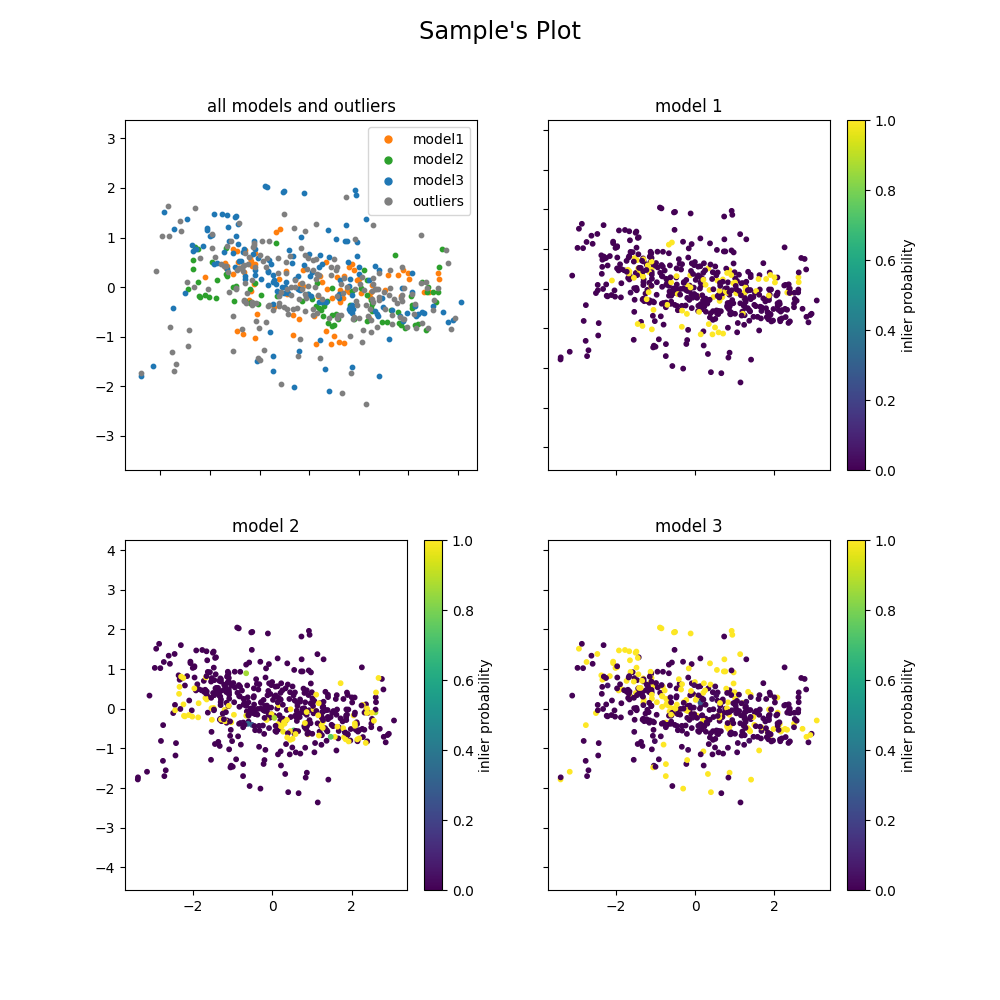 Sample's Plot
all models and outliers
3
2
1
0
−1
−2
−3
model1
model2
model3
outliers
model 1
1.0
0.8
0.6
0.4
0.2
0.0
inlier probability
model 2
4
3
2
1
0
−1
−2
−3
−4
−2 0 2
1.0
0.8
0.6
0.4
0.2
0.0
inlier probability
model 3
−2 0 2
1.0
0.8
0.6
0.4
0.2
0.0
inlier probability